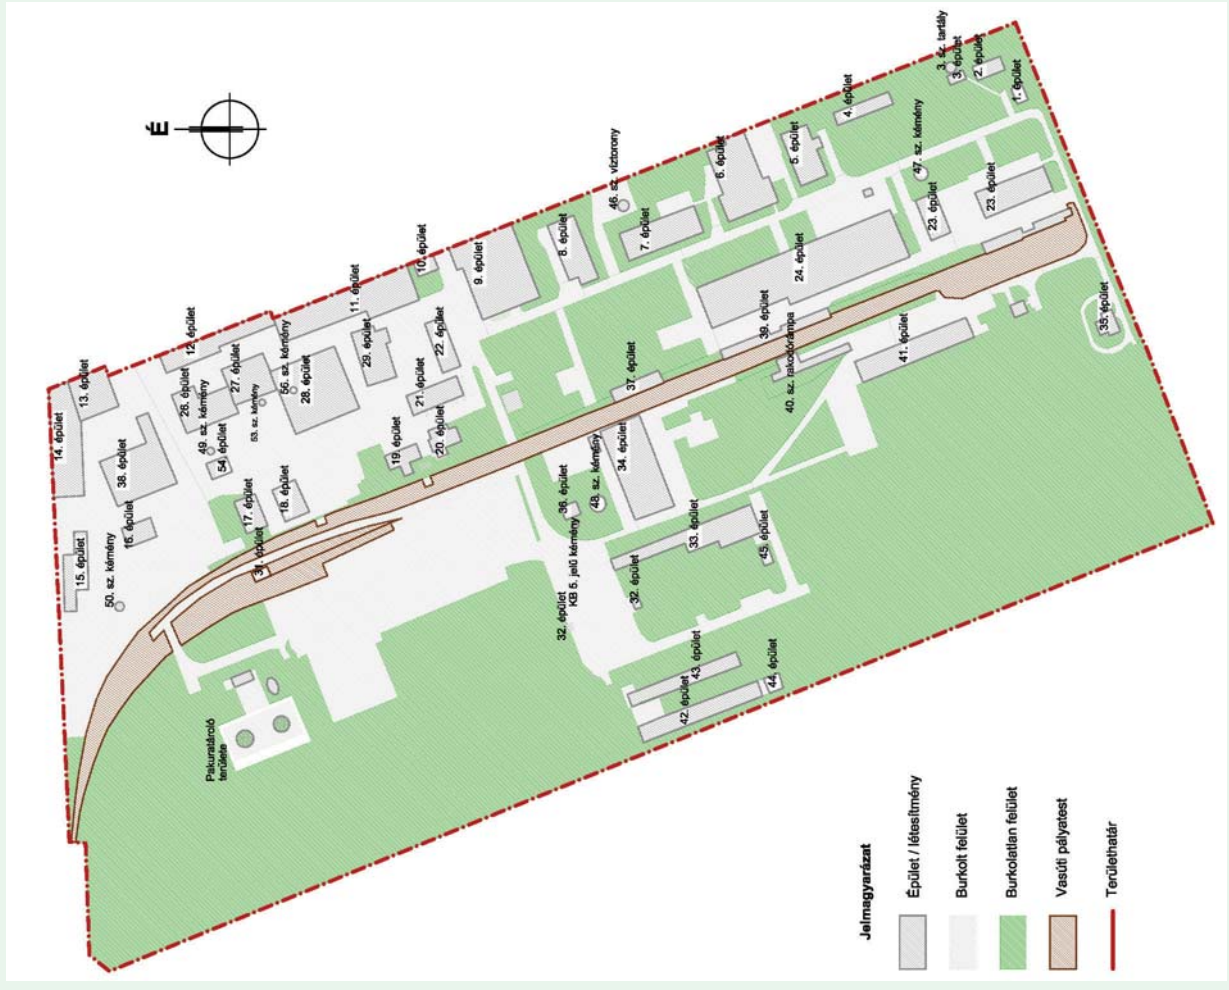 É
3. sz. tartály
3. épület
2. épület
1. épület
4. épület
47. sz. kémény
5. épület
6. épület
46. sz. víztorony
7. épület
8. épület
23. épület
23. épület
24. épület
9. épület
10. épület
11. épület
12. épület
13. épület
14. épület
26. épület
27. épület
56. sz. kémény
28. épület
29. épület
22. épület
21. épület
20. épület
19. épület
49. sz. kémény
53. sz. kémény
54. épület
38. épület
16. épület
15. épület
50. sz. kémény
17. épület
18. épület
31. épület
39. épület
40. sz. rakodórámpa
41. épület
35. épület
37. épület
34. épület
48. sz. kémény
36. épület
KB 5. jelű kémény
32. épület
33. épület
45. épület
32. épület
43. épület
42. épület
44. épület
Pakuratároló
területe
Jelmagyarázat
Épület / létesítmény
Burkolt felület
Burkolatlan felület
Vasúti pályatest
Területhatár